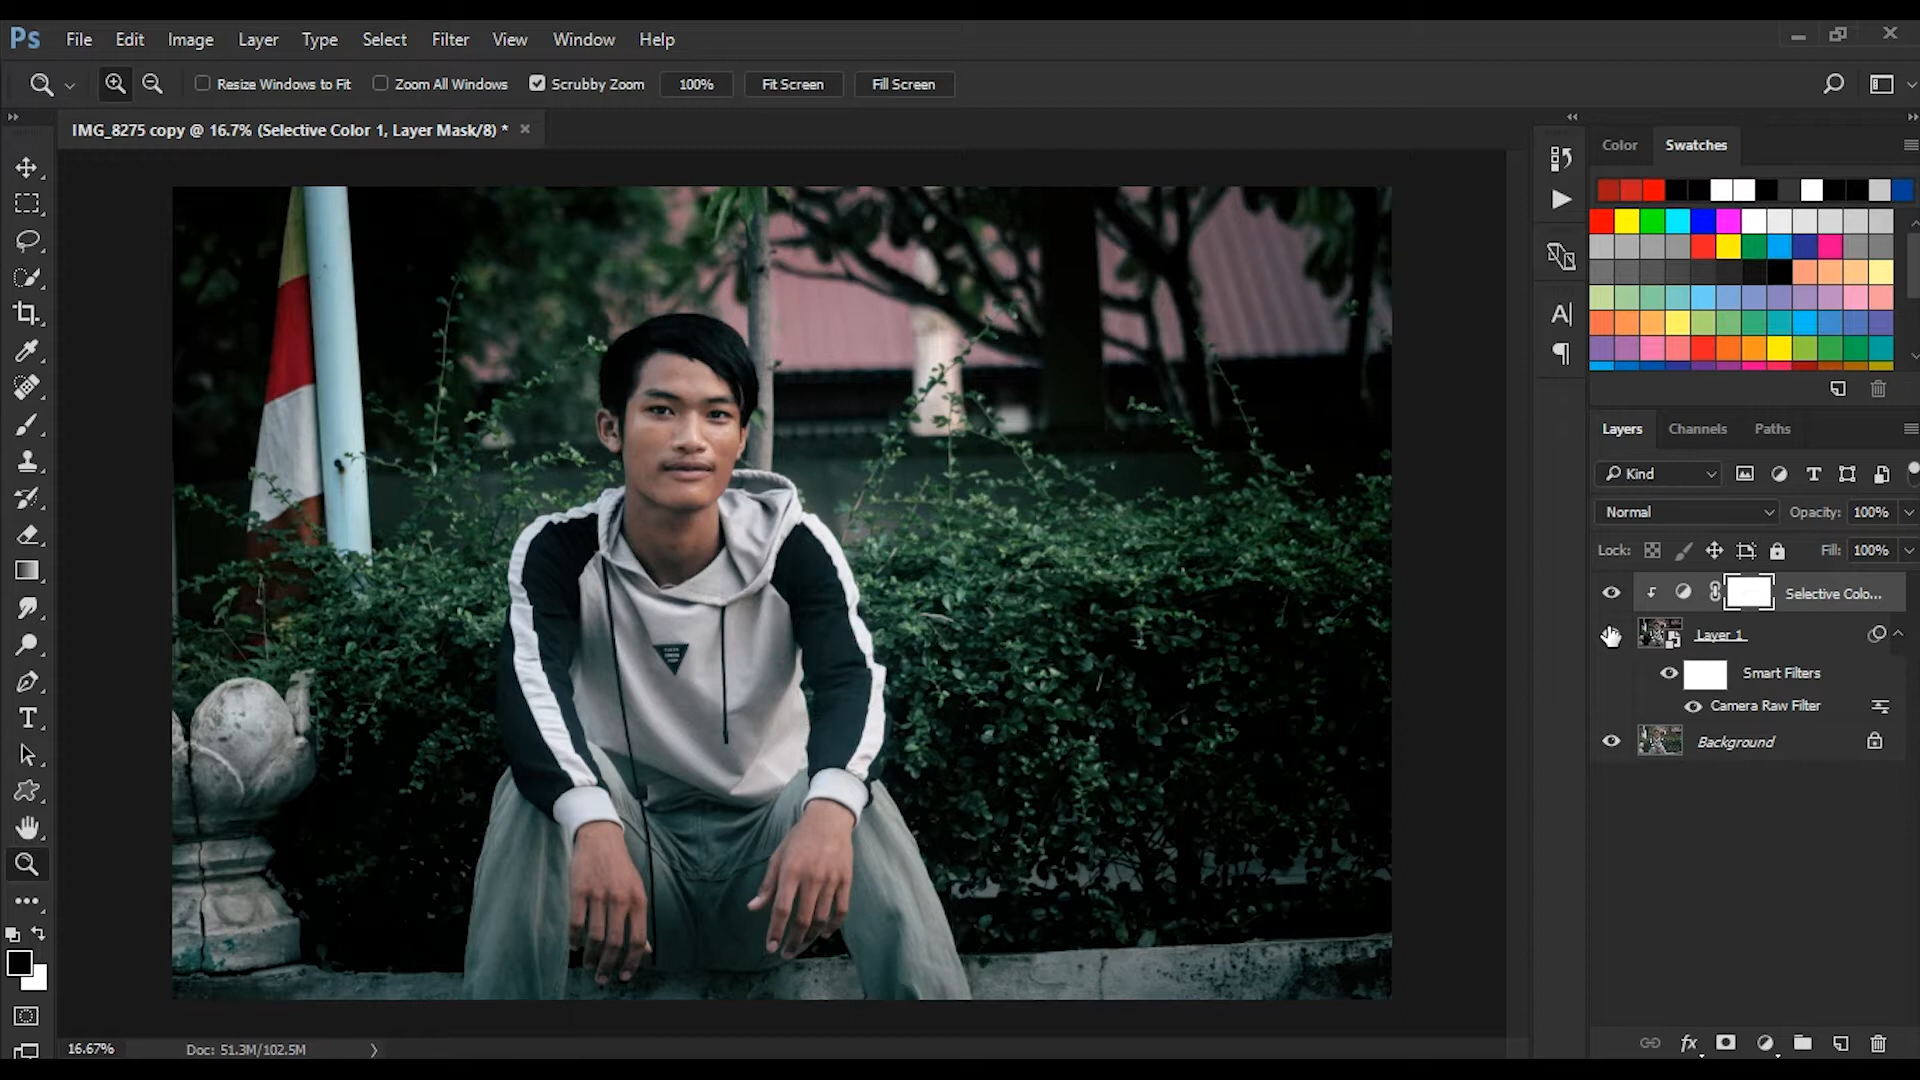 Ps File Edit Image Layer Type Select Filter View Window Help
Resize Windows to Fit Zoom All Windows Scrubby Zoom 100% Fit Screen Fill Screen
IMG_8275 copy @ 16.7% (Selective Color 1, Layer Mask/8) *
Color Swatches
Layers Channels Paths
Kind
Normal Opacity: 100%
Lock: Fill: 100%
Selective Colo...
Layer 1
Smart Filters
Camera Raw Filter
Background
16.67% Doc: 51.3M/102.5M
fx